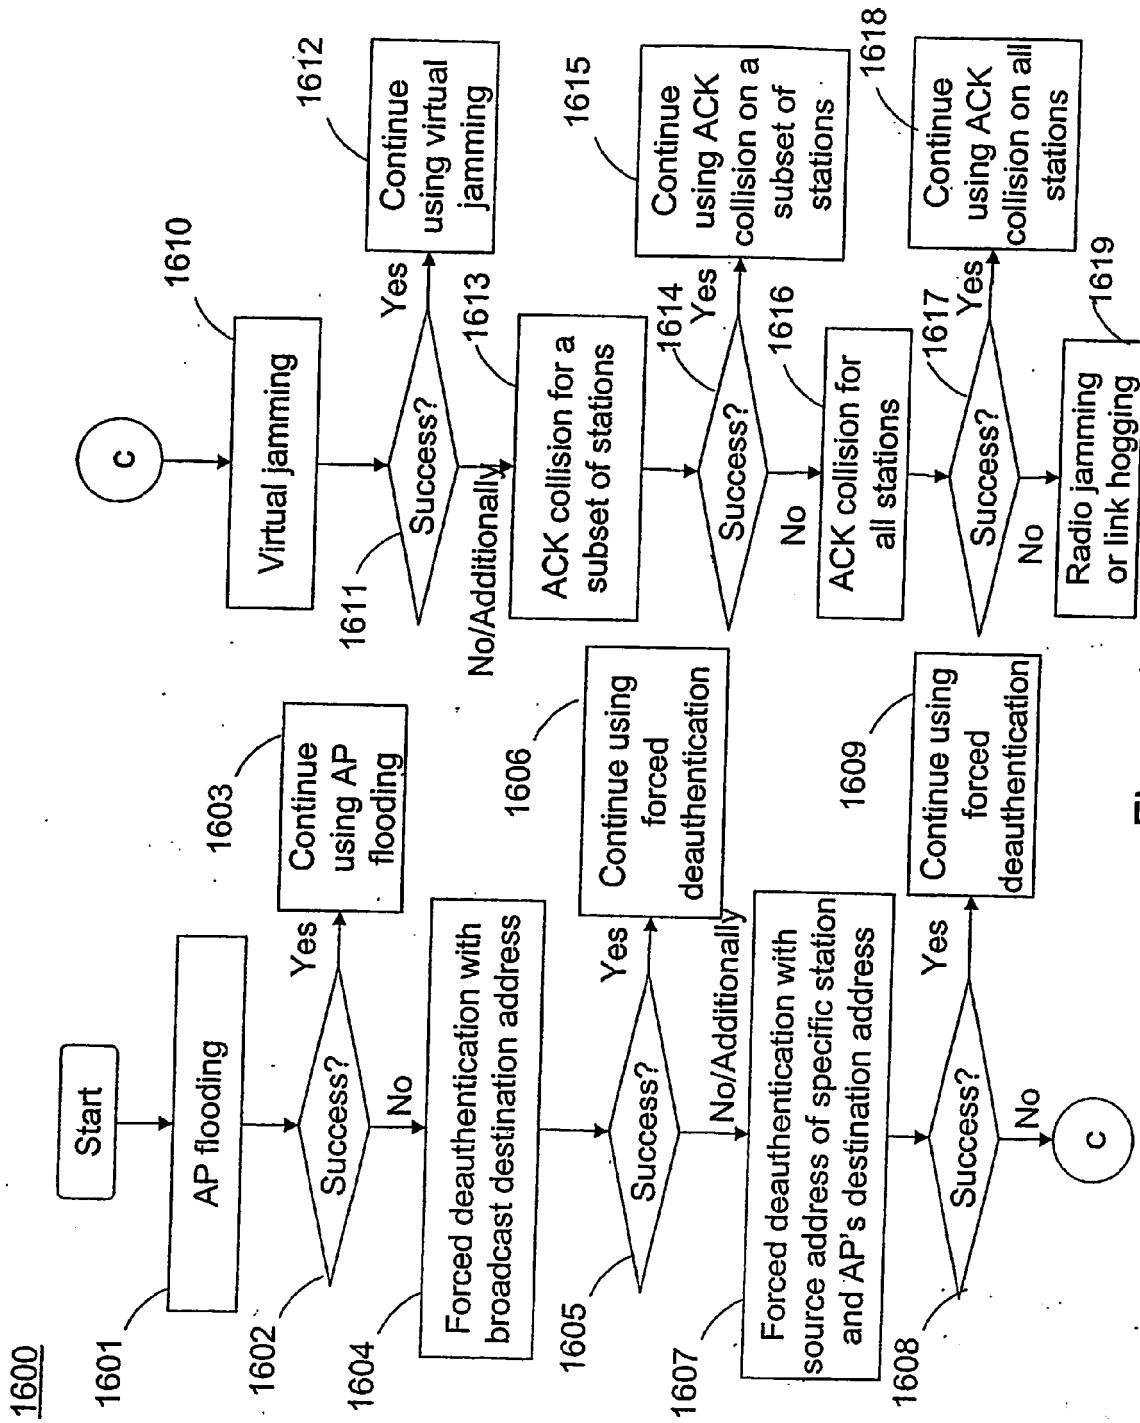 1600
Start
1601
AP flooding
1602
Success?
Yes
1603
Continue
using AP
flooding
No
1604
Forced deauthentication with
broadcast destination address
1605
Success?
Yes
1606
Continue using
forced
deauthentication
No/Additionally
1607
Forced deauthentication with
source address of specific station
and AP's destination address
1608
Success?
Yes
1609
Continue using
forced
deauthentication
No
C
C
1610
Virtual jamming
1611
Success?
Yes
1612
Continue
using virtual
jamming
No/Additionally
1613
ACK collision for a
subset of stations
1614
Success?
Yes
1615
Continue
using ACK
collision on a
subset of
stations
No
1616
ACK collision for
all stations
1617
Success?
Yes
1618
Continue
using ACK
collision on all
stations
No
1619
Radio jamming
or link hogging